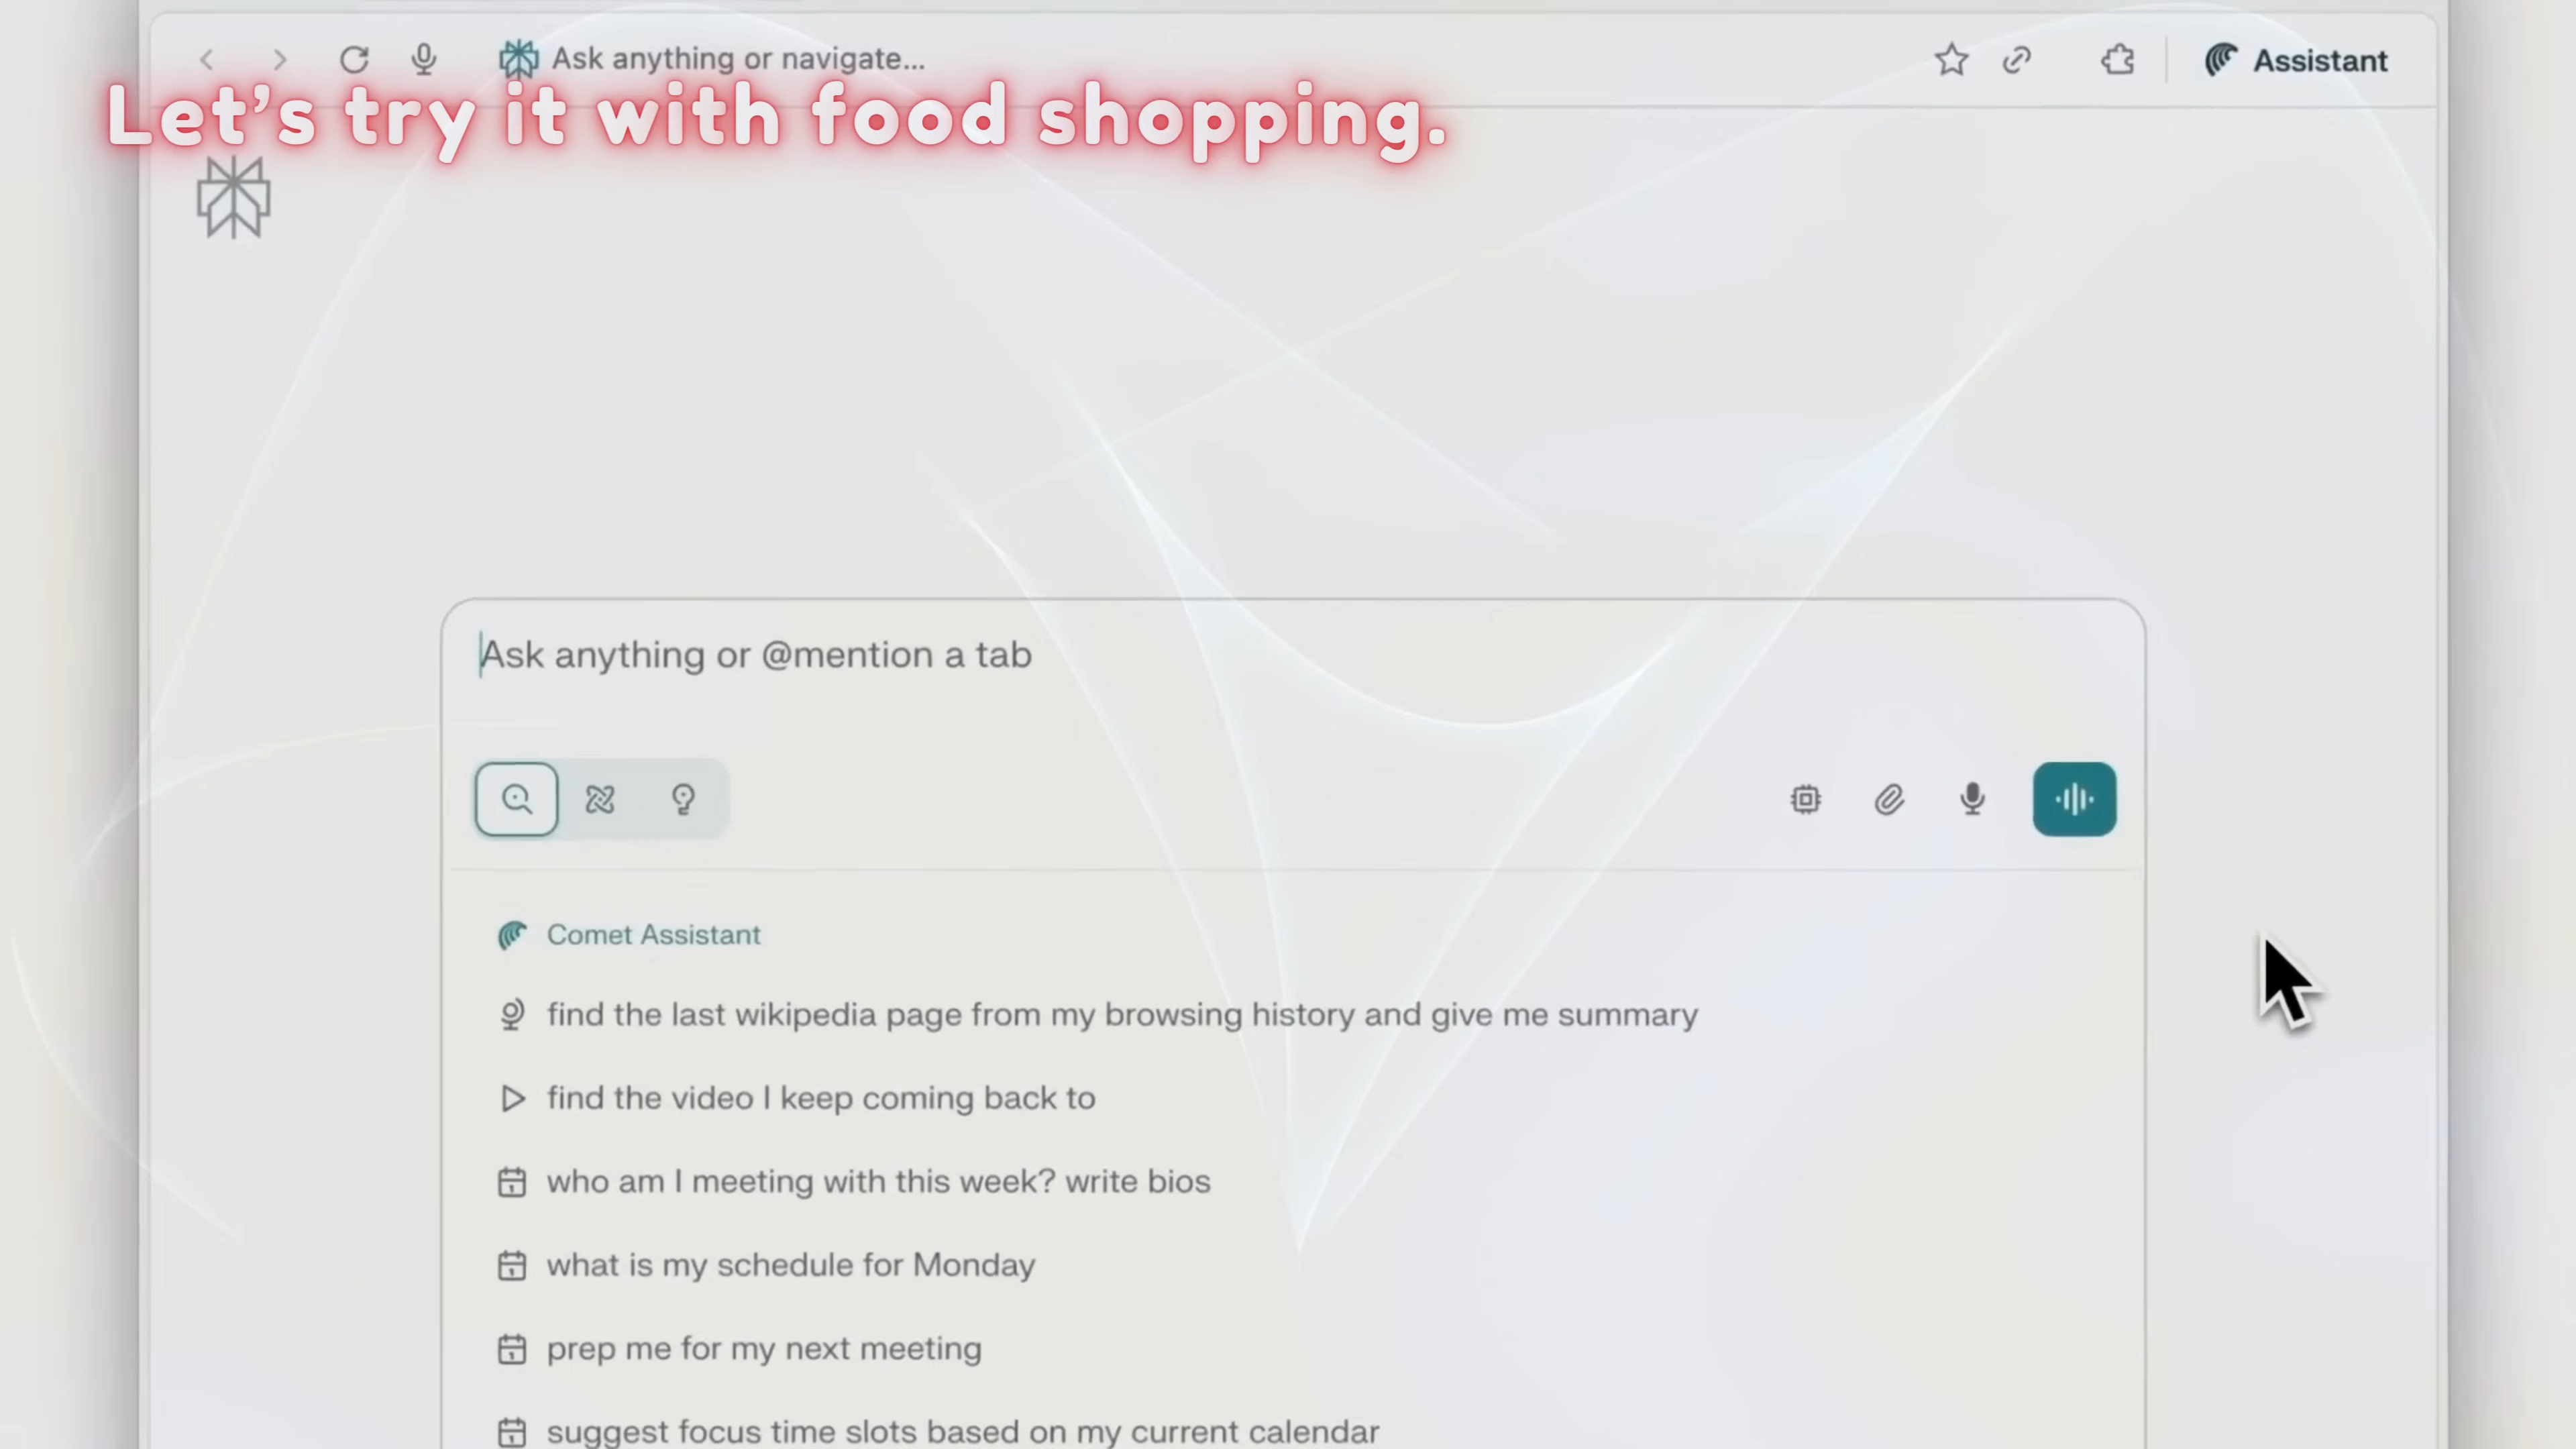 Ask anything or navigate...
Assistant
Let's try it with food shopping.
Ask anything or @mention a tab
Comet Assistant
find the last wikipedia page from my browsing history and give me summary
find the video I keep coming back to
who am I meeting with this week? write bios
what is my schedule for Monday
prep me for my next meeting
suggest focus time slots based on my current calendar